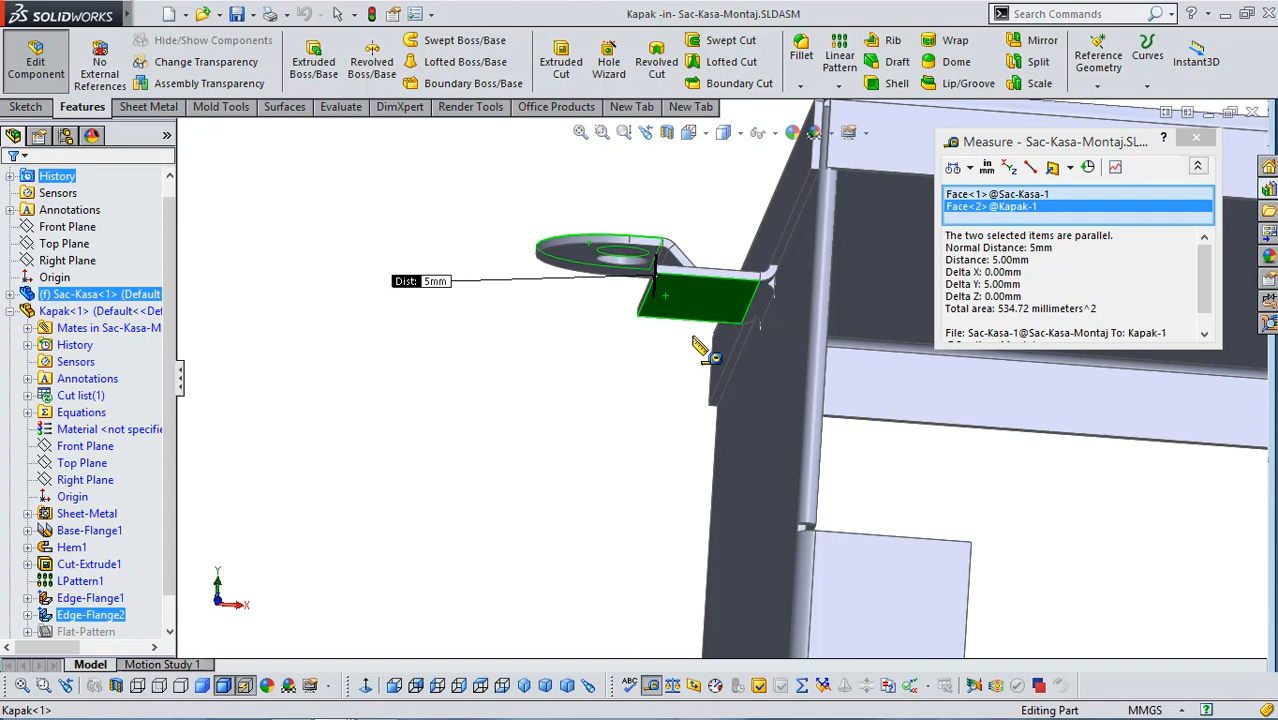 SOLIDWORKS
Kapak -in- Sac-Kasa-Montaj.SLDASM
Search Commands
Edit Component
No External References
Hide/Show Components
Change Transparency
Assembly Transparency
Extruded Boss/Base
Revolved Boss/Base
Swept Boss/Base
Lofted Boss/Base
Boundary Boss/Base
Extruded Cut
Hole Wizard
Revolved Cut
Swept Cut
Lofted Cut
Boundary Cut
Fillet
Linear Pattern
Rib
Draft
Shell
Wrap
Dome
Lip/Groove
Mirror
Split
Scale
Reference Geometry
Curves
Instant3D
Sketch
Features
Sheet Metal
Mold Tools
Surfaces
Evaluate
DimXpert
Render Tools
Office Products
New Tab
New Tab
History
Sensors
Annotations
Front Plane
Top Plane
Right Plane
Origin
(f) Sac-Kasa<1> (Default
Kapak<1> (Default<<Def
Mates in Sac-Kasa-M
History
Sensors
Annotations
Cut list(1)
Equations
Material <not specifie
Front Plane
Top Plane
Right Plane
Origin
Sheet-Metal
Base-Flange1
Hem1
Cut-Extrude1
LPattern1
Edge-Flange1
Edge-Flange2
Flat-Pattern
Dist: 5mm
Measure - Sac-Kasa-Montaj.SL...
in
mm
XYZ
Face<1>@Sac-Kasa-1
Face<2>@Kapak-1
The two selected items are parallel.
Normal Distance: 5mm
Distance: 5.00mm
Delta X: 0.00mm
Delta Y: 5.00mm
Delta Z: 0.00mm
Total area: 534.72 millimeters^2
File: Sac-Kasa-1@Sac-Kasa-Montaj To: Kapak-1
Y
X
Model
Motion Study 1
ABC
Kapak<1>
Editing Part
MMGS